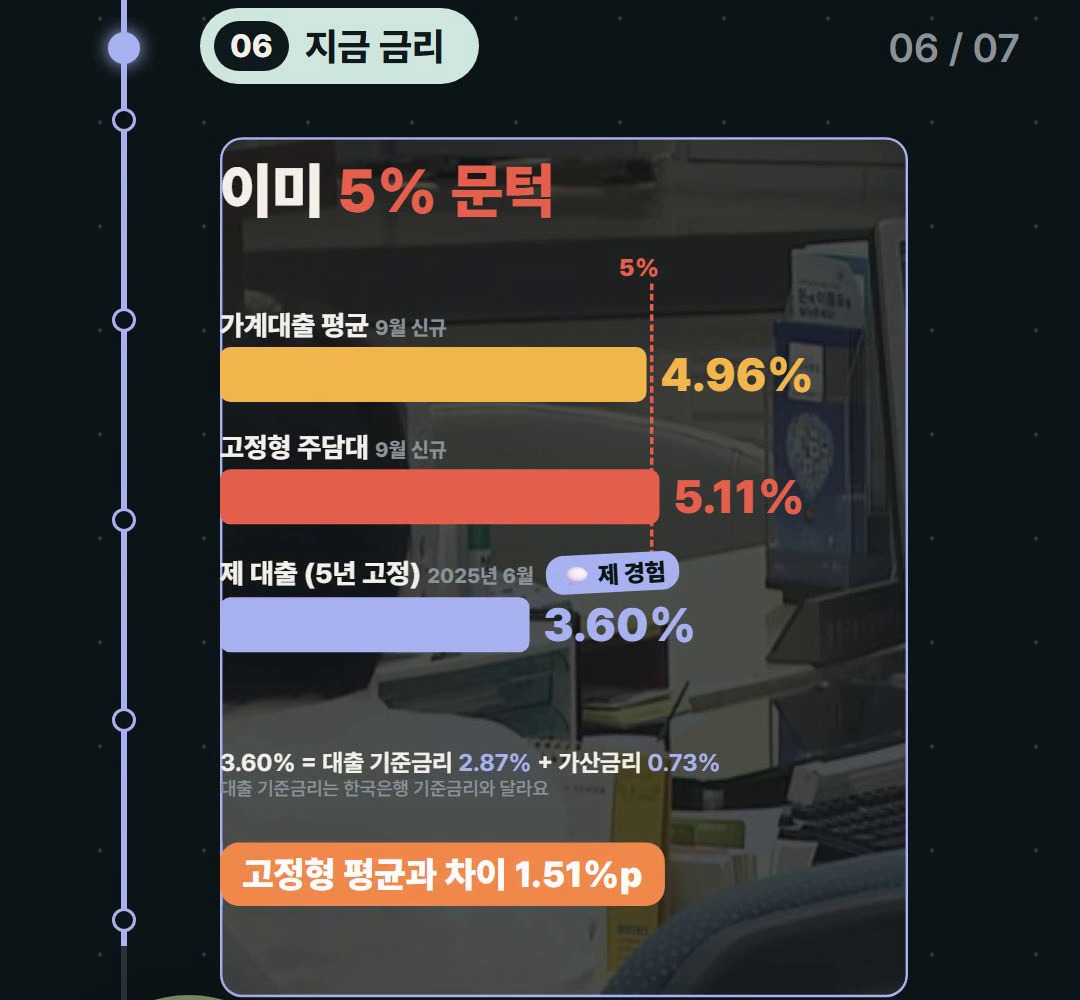 06 지금 금리
06 / 07
이미 5% 문턱
5%
가계대출 평균 9월 신규
4.96%
고정형 주담대 9월 신규
5.11%
제 대출 (5년 고정) 2025년 6월 제 경험
3.60%
3.60% = 대출 기준금리 2.87% + 가산금리 0.73%
대출 기준금리는 한국은행 기준금리와 달라요
고정형 평균과 차이 1.51%p